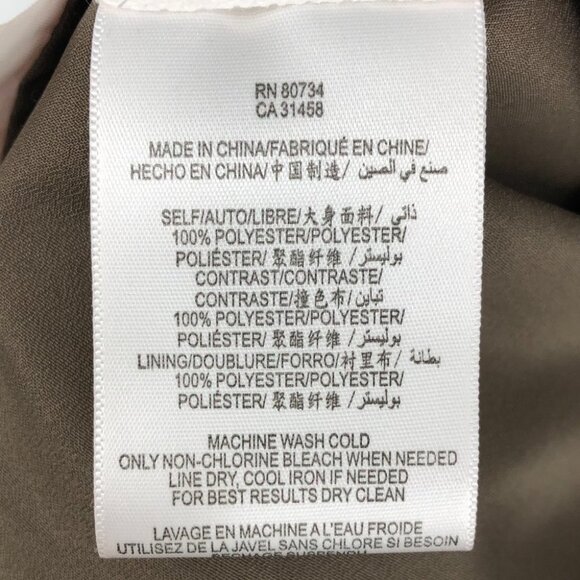 RN 80734
CA 31458
MADE IN CHINA/FABRIQUÉ EN CHINE/
HECHO EN CHINA/中国制造/ صنع في الصين
SELF/AUTO/LIBRE/大身面料/ ذاتي/
100% POLYESTER/POLYESTER/
POLIÉSTER/ 聚酯纤维 /بوليستر/
CONTRAST/CONTRASTE/
CONTRASTE/撞色布/ تباين/
100% POLYESTER/POLYESTER/
POLIÉSTER/ 聚酯纤维 /بوليستر/
LINING/DOUBLURE/FORRO/衬里布/ بطانة/
100% POLYESTER/POLYESTER/
POLIÉSTER/ 聚酯纤维 /بوليستر/
MACHINE WASH COLD
ONLY NON-CHLORINE BLEACH WHEN NEEDED
LINE DRY, COOL IRON IF NEEDED
FOR BEST RESULTS DRY CLEAN
LAVAGE EN MACHINE A L'EAU FROIDE
UTILISEZ DE LA JAVEL SANS CHLORE SI BESOIN